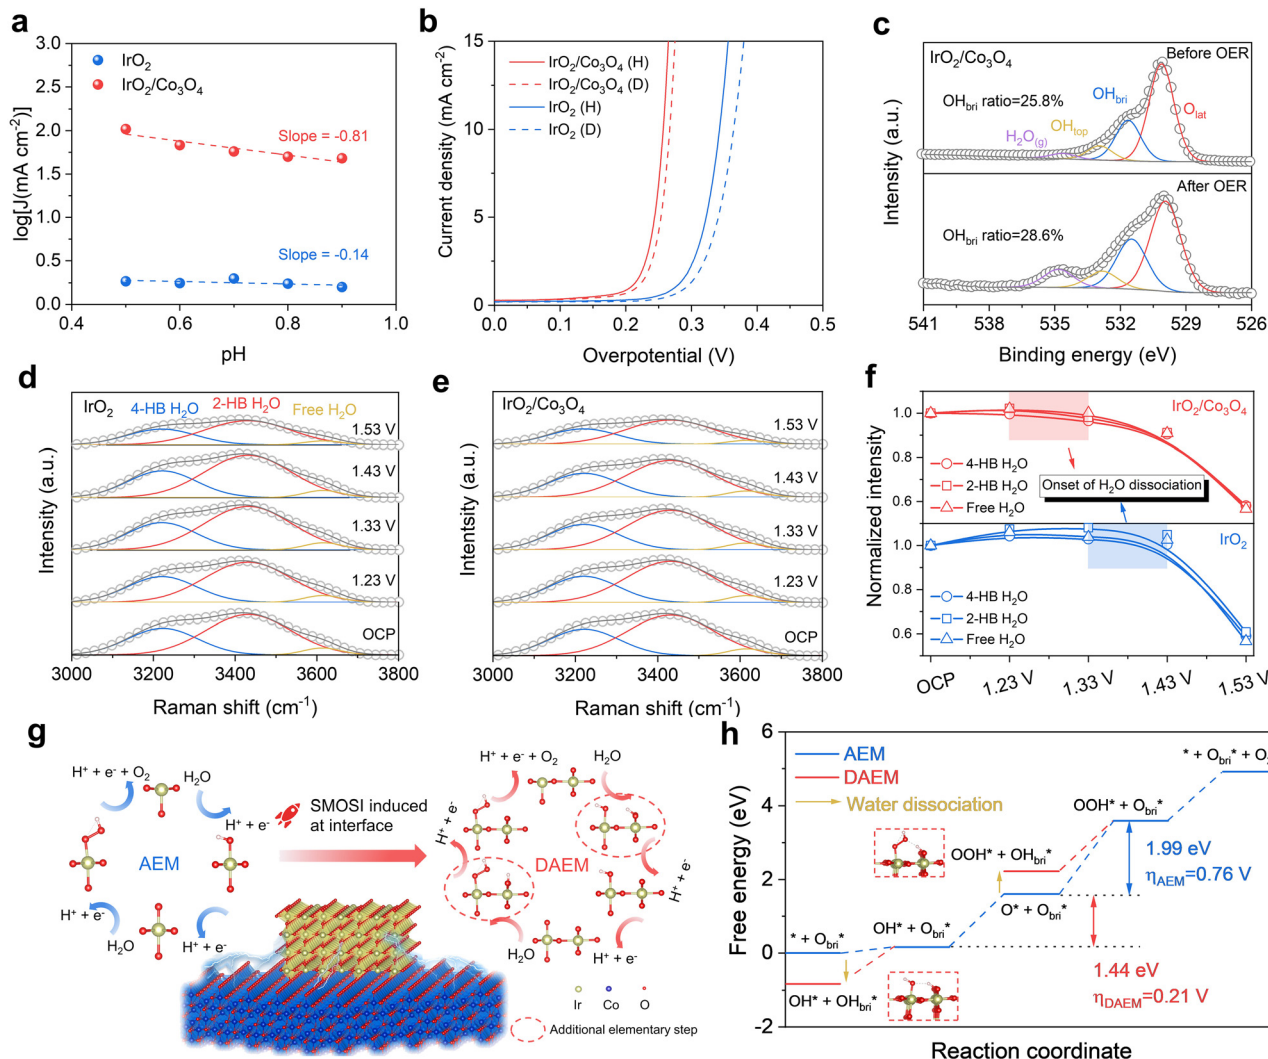 a
3.0
2.5
2.0
1.5
1.0
0.5
0.0
log[J(mA cm⁻²)]
IrO₂
IrO₂/Co₃O₄
Slope = -0.81
Slope = -0.14
0.4
0.6
0.8
1.0
pH
b
15
10
5
0
Current density (mA cm⁻²)
IrO₂/Co₃O₄ (H)
IrO₂/Co₃O₄ (D)
IrO₂ (H)
IrO₂ (D)
0.0
0.1
0.2
0.3
0.4
0.5
Overpotential (V)
c
Intensity (a.u.)
IrO₂/Co₃O₄
Before OER
OH_bri ratio=25.8%
OH_bri
O_lat
OH_top
H₂O_(g)
After OER
OH_bri ratio=28.6%
541
538
535
532
529
526
Binding energy (eV)
d
Intensity (a.u.)
IrO₂
4-HB H₂O
2-HB H₂O
Free H₂O
1.53 V
1.43 V
1.33 V
1.23 V
OCP
3000
3200
3400
3600
3800
Raman shift (cm⁻¹)
e
Intensity (a.u.)
IrO₂/Co₃O₄
1.53 V
1.43 V
1.33 V
1.23 V
OCP
3000
3200
3400
3600
3800
Raman shift (cm⁻¹)
f
Normalized intensity
1.0
0.8
0.6
IrO₂/Co₃O₄
4-HB H₂O
2-HB H₂O
Free H₂O
Onset of H₂O dissociation
1.0
0.8
0.6
IrO₂
4-HB H₂O
2-HB H₂O
Free H₂O
OCP
1.23 V
1.33 V
1.43 V
1.53 V
g
H⁺ + e⁻ + O₂
H₂O
H⁺ + e⁻
AEM
H⁺ + e⁻
H₂O
H⁺ + e⁻
SMOSI induced
at interface
H⁺ + e⁻ + O₂
H₂O
H⁺ + e⁻
DAEM
H⁺ + e⁻
H₂O
H⁺ + e⁻
Ir
Co
O
Additional elementary step
h
Free energy (eV)
6
4
2
0
-2
AEM
DAEM
Water dissociation
* + O_bri*
OH* + OH_bri*
OH* + O_bri*
OOH* + OH_bri*
O* + O_bri*
OOH* + O_bri*
* + O_bri* + O₂
1.99 eV
η_AEM=0.76 V
1.44 eV
η_DAEM=0.21 V
Reaction coordinate